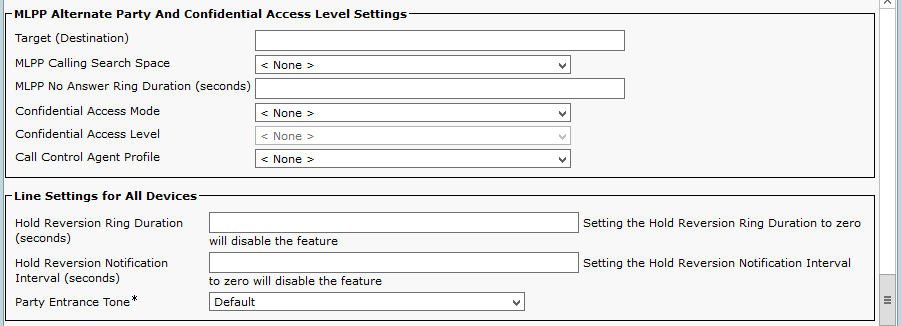 MLPP Alternate Party And Confidential Access Level Settings
Target (Destination)
MLPP Calling Search Space < None >
MLPP No Answer Ring Duration (seconds)
Confidential Access Mode < None >
Confidential Access Level < None >
Call Control Agent Profile < None >
Line Settings for All Devices
Hold Reversion Ring Duration (seconds) Setting the Hold Reversion Ring Duration to zero
will disable the feature
Hold Reversion Notification Interval (seconds) Setting the Hold Reversion Notification Interval
to zero will disable the feature
Party Entrance Tone* Default